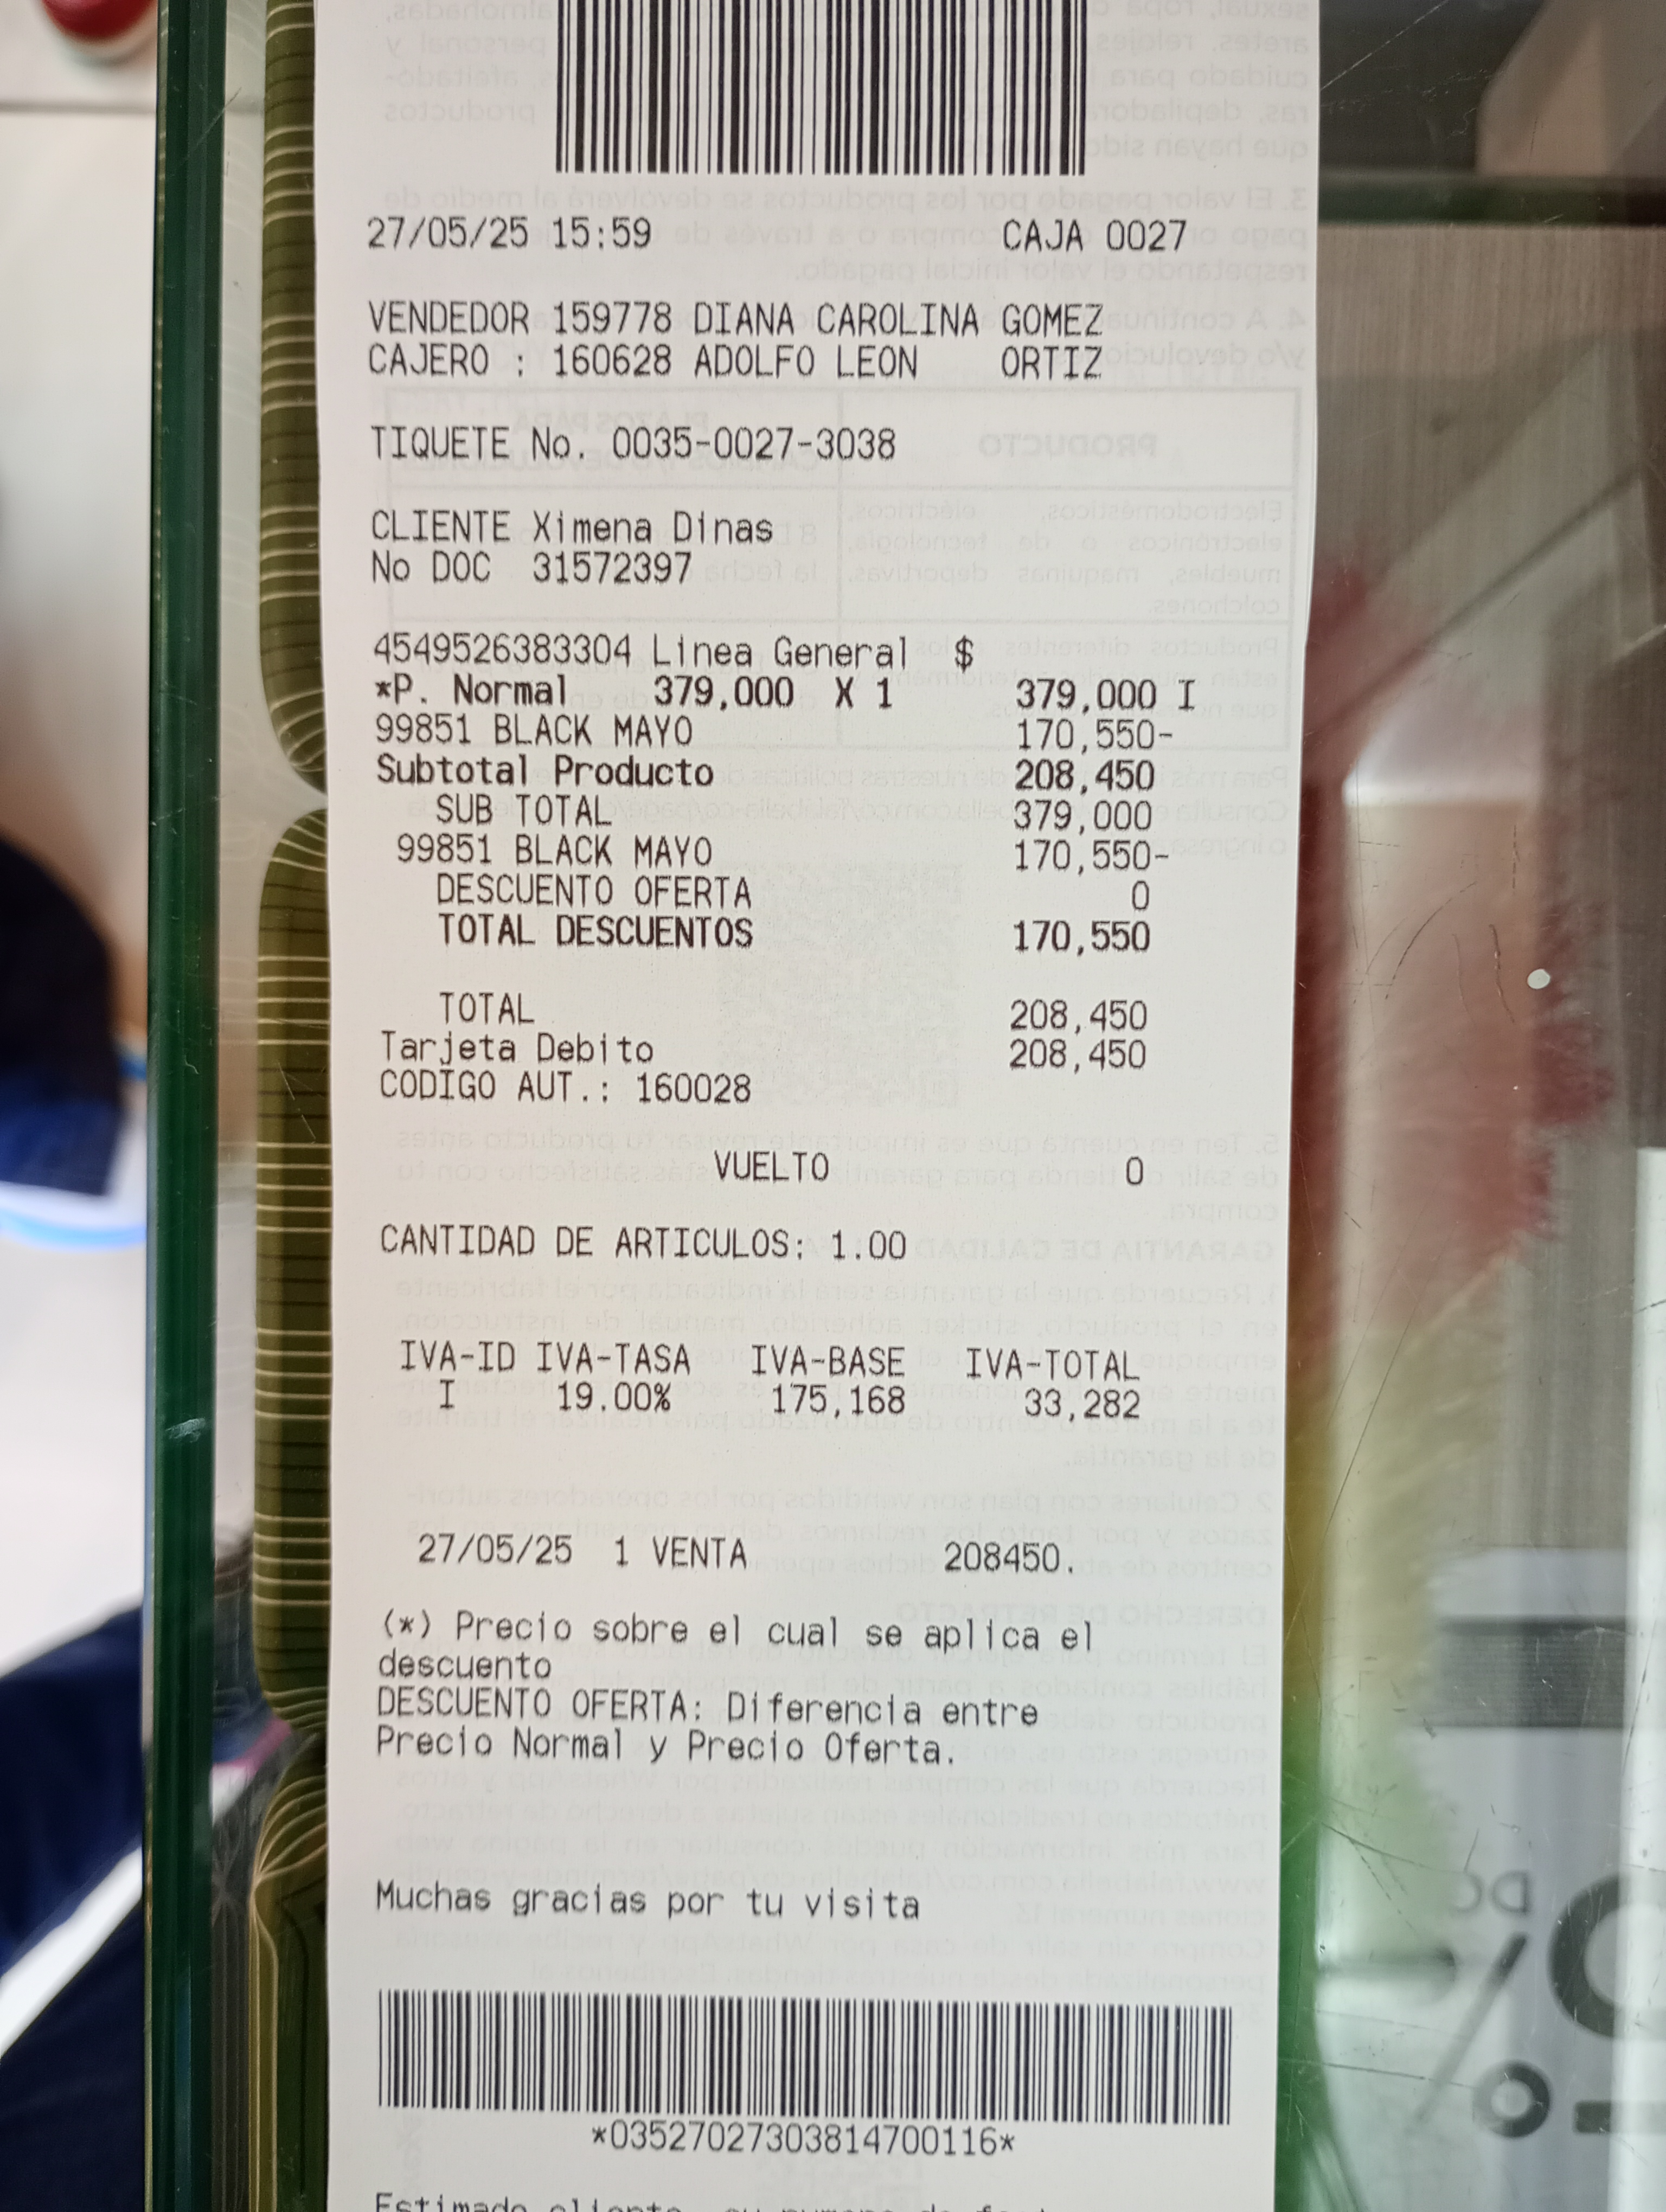 27/05/25 15:59 CAJA 0027
VENDEDOR 159778 DIANA CAROLINA GOMEZ
CAJERO : 160628 ADOLFO LEON ORTIZ
TIQUETE No. 0035-0027-3038
CLIENTE Ximena Dinas
No DOC 31572397
4549526383304 Linea General $
*P. Normal 379,000 X 1 379,000 I
99851 BLACK MAYO 170,550-
Subtotal Producto 208,450
SUB TOTAL 379,000
99851 BLACK MAYO 170,550-
DESCUENTO OFERTA 0
TOTAL DESCUENTOS 170,550
TOTAL 208,450
Tarjeta Debito 208,450
CODIGO AUT.: 160028
VUELTO 0
CANTIDAD DE ARTICULOS: 1.00
IVA-ID IVA-TASA IVA-BASE IVA-TOTAL
I 19.00% 175,168 33,282
27/05/25 1 VENTA 208450.
(*) Precio sobre el cual se aplica el
descuento
DESCUENTO OFERTA: Diferencia entre
Precio Normal y Precio Oferta.
Muchas gracias por tu visita
*03527027303814700116*
Estimado cliente, su numero de